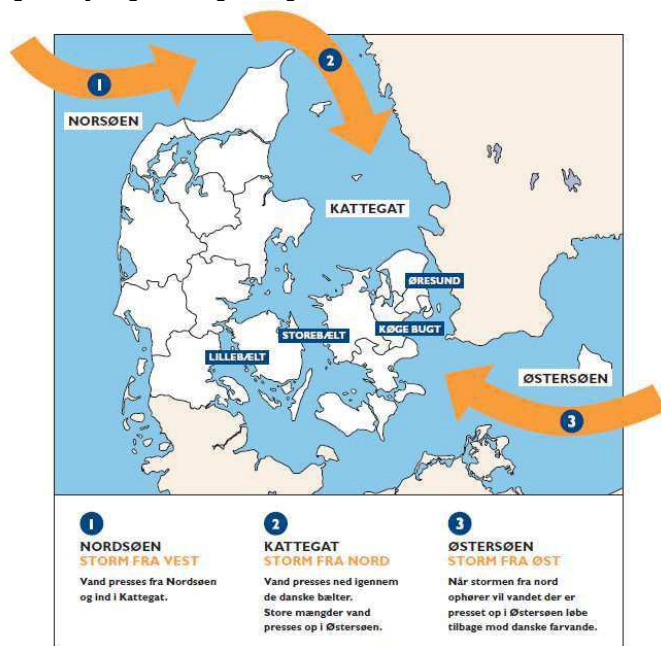 1
2
NORSØEN
KATTEGAT
ØRESUND
KØGE BUGT
STOREBÆLT
LILLEBÆLT
ØSTERSØEN
3
1
NORDSØEN
STORM FRA VEST
Vand presses fra Nordsøen
og ind i Kattegat.
2
KATTEGAT
STORM FRA NORD
Vand presses ned igennem
de danske bælter.
Store mængder vand
presses op i Østersøen.
3
ØSTERSØEN
STORM FRA ØST
Når stormen fra nord
ophører vil vandet der er
presset op i Østersøen løbe
tilbage mod danske farvande.